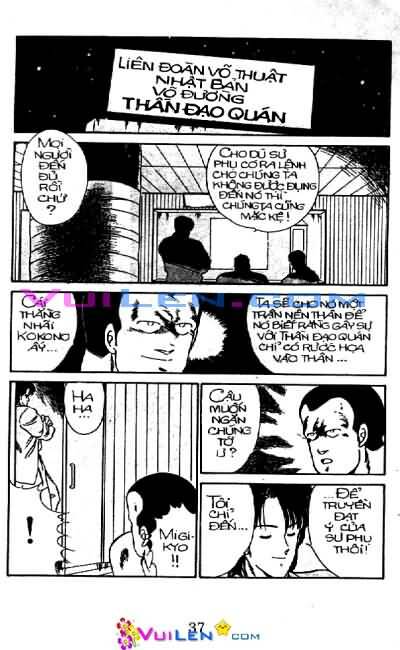 LIÊN ĐOÀN VÕ THUẬT
NHẬT BẢN
VÕ ĐƯỜNG
THẦN ĐẠO QUÁN
MỌI
NGƯỜI
ĐẾN
ĐỦ
RỒI
CHỨ
?
CHO DÙ SƯ
PHỤ CÓ RA LỆNH
CHO CHÚNG TA
KHÔNG ĐƯỢC ĐỤNG
ĐẾN NÓ THÌ
CHÚNG TA CŨNG
MẶC KỆ!
CÁI
THẰNG
NHÃI
KOKONO
ẤY...
TA SẼ CHO NÓ MỘT
TRẬN NÊN THÂN ĐỂ
NÓ BIẾT RẰNG GÂY SỰ
VỚI THẦN ĐẠO QUÁN
CHỈ CÓ RƯỚC HỌA
VÀO THÂN...
VUILEN.COM
HA
HA...
!
MIGI-
KYO
!!
CẬU
MUỐN
NGĂN
CHÚNG
TỚ
Ư?
TÔI
CHỈ
ĐẾN...
...ĐỂ
TRUYỀN
ĐẠT
Ý CỦA
SƯ PHỤ
THÔI!
37
VUILEN.COM